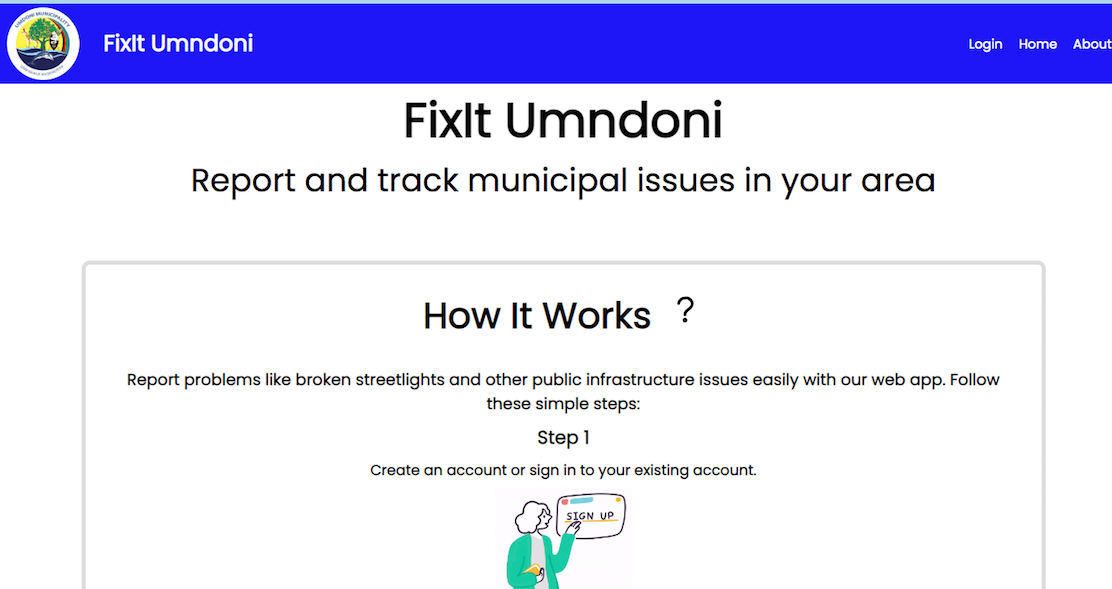 UMDONI MUNICIPALITY
FixIt Umndoni
Login Home About
FixIt Umndoni
Report and track municipal issues in your area
How It Works ?
Report problems like broken streetlights and other public infrastructure issues easily with our web app. Follow
these simple steps:
Step 1
Create an account or sign in to your existing account.
SIGN UP